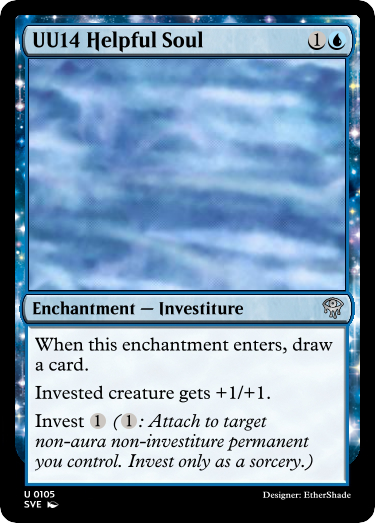 UU14 Helpful Soul 1
Enchantment — Investiture
When this enchantment enters, draw
a card.
Invested creature gets +1/+1.
Invest 1 (1: Attach to target
non-aura non-investiture permanent
you control. Invest only as a sorcery.)
U 0105
SVE
Designer: EtherShade